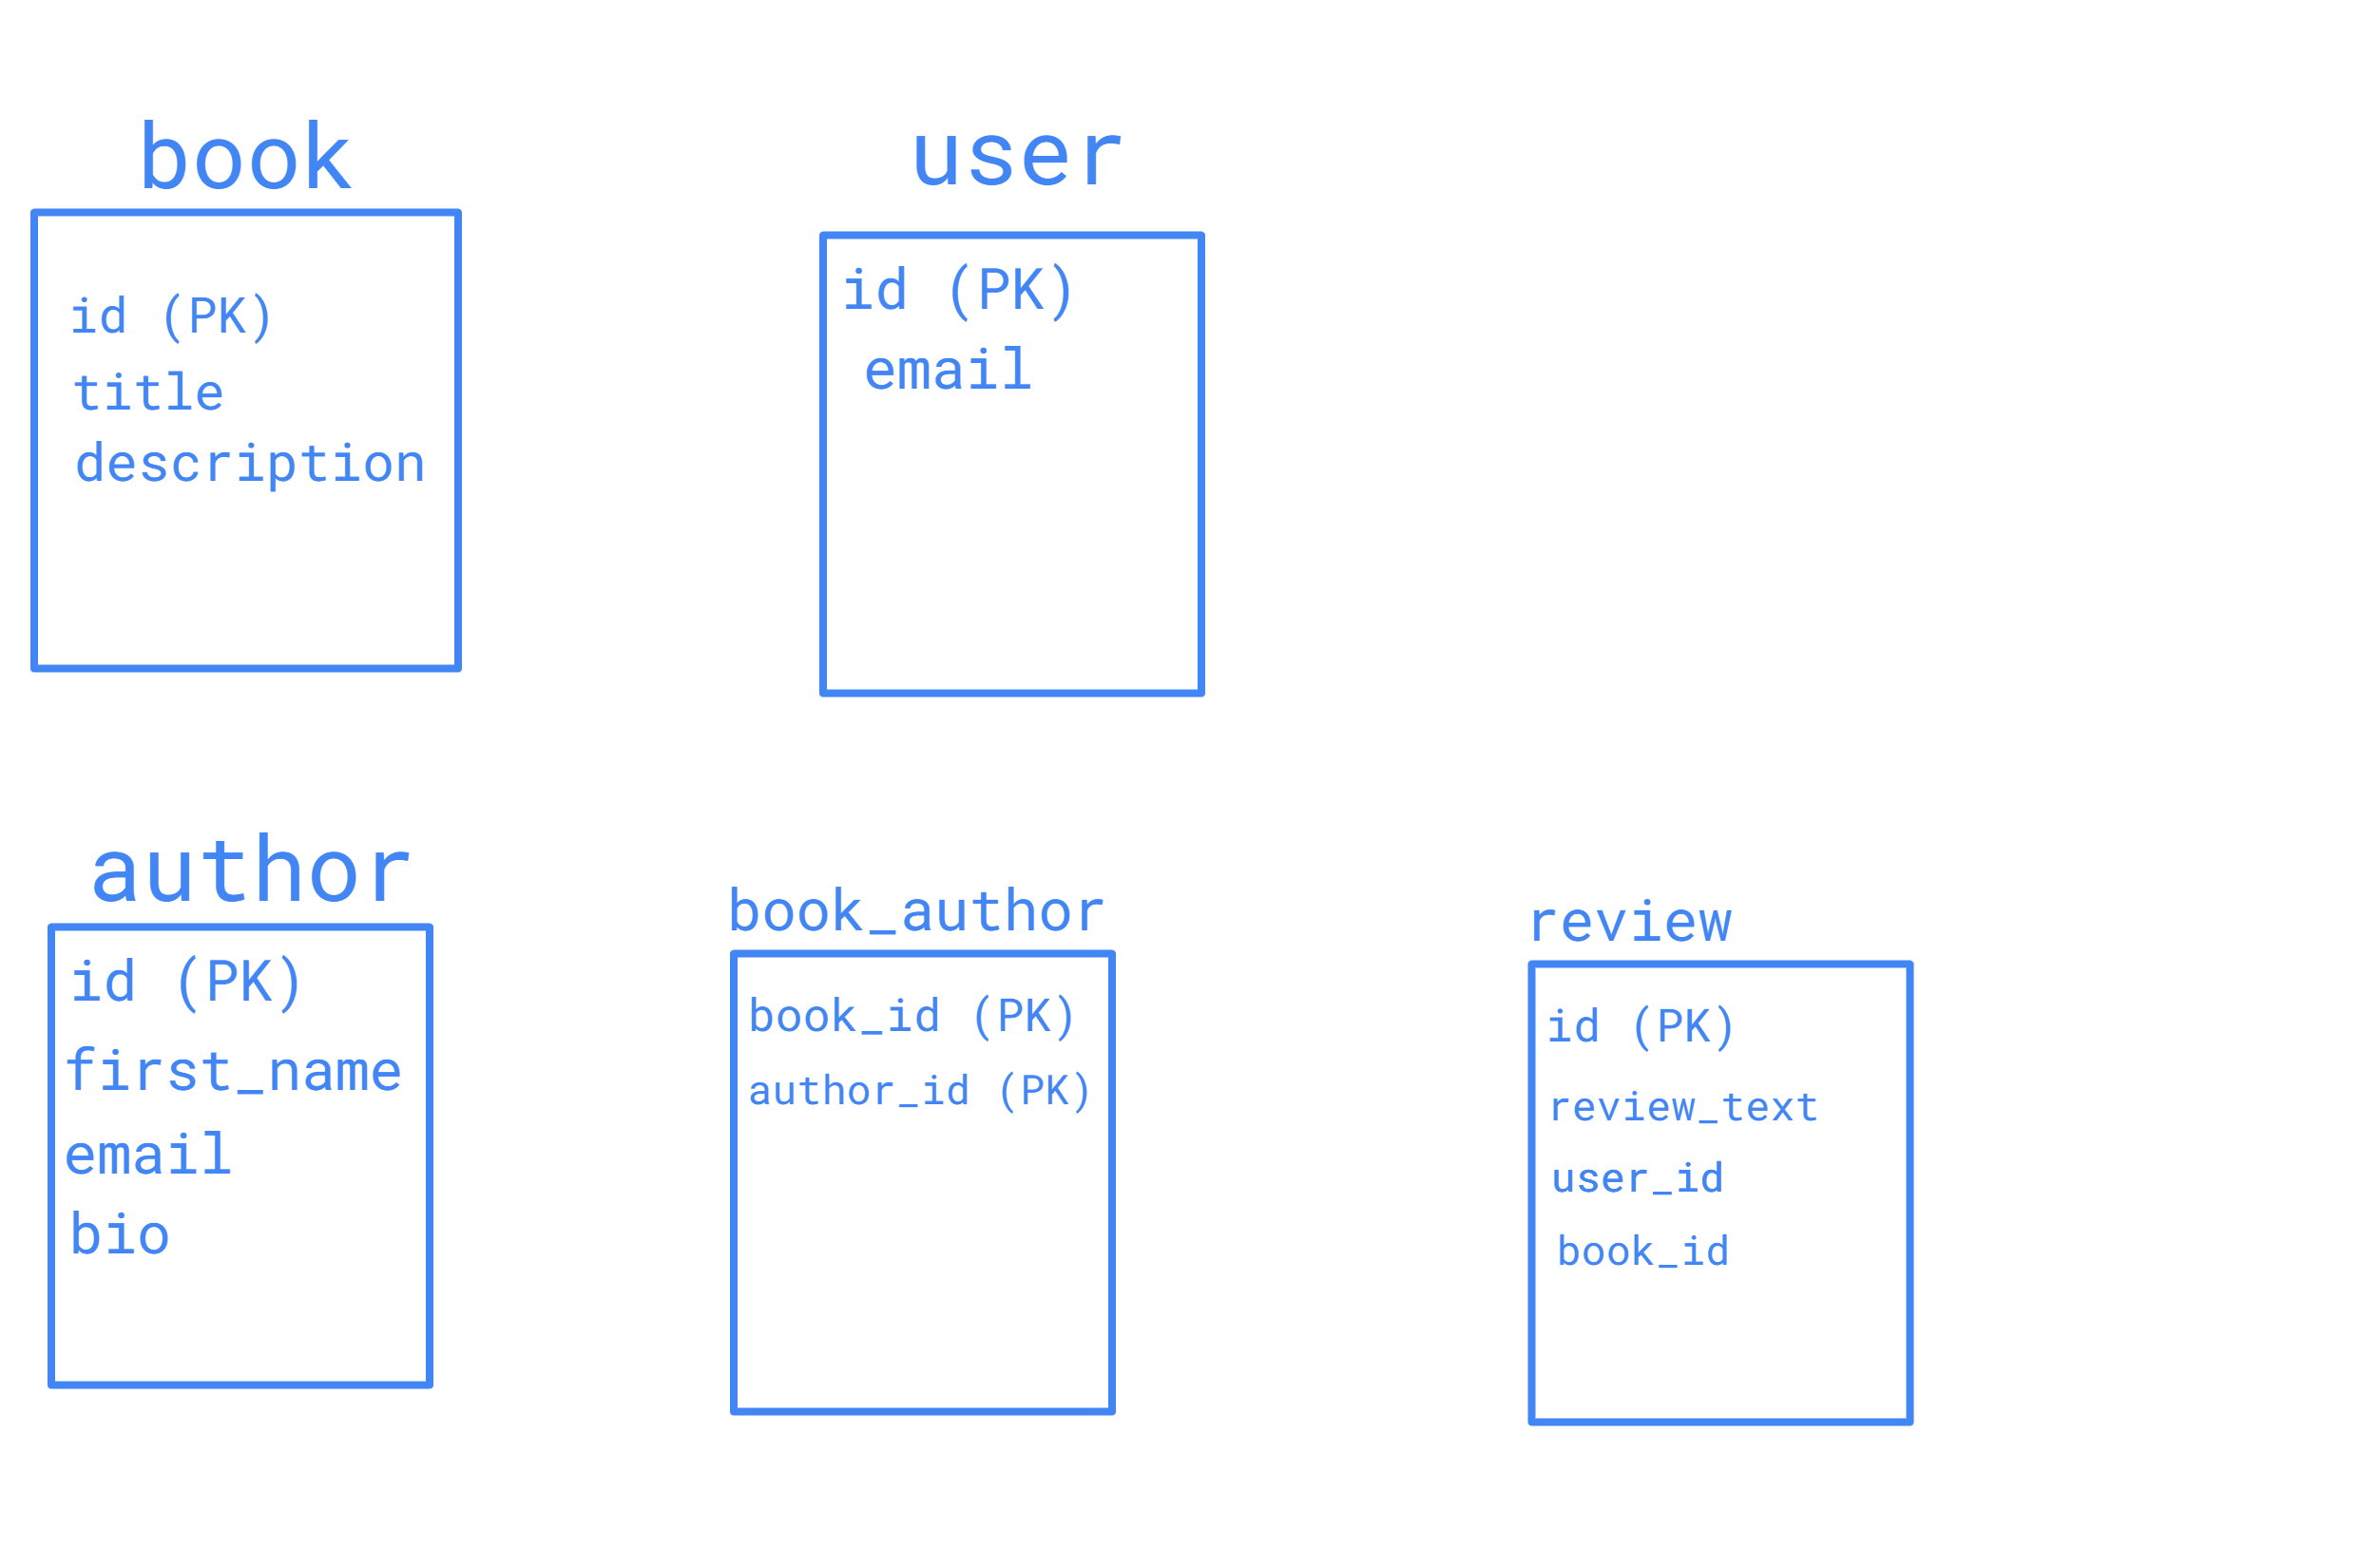 book
id (PK)
title
description
user
id (PK)
email
author
id (PK)
first_name
email
bio
book_author
book_id (PK)
author_id (PK)
review
id (PK)
review_text
user_id
book_id